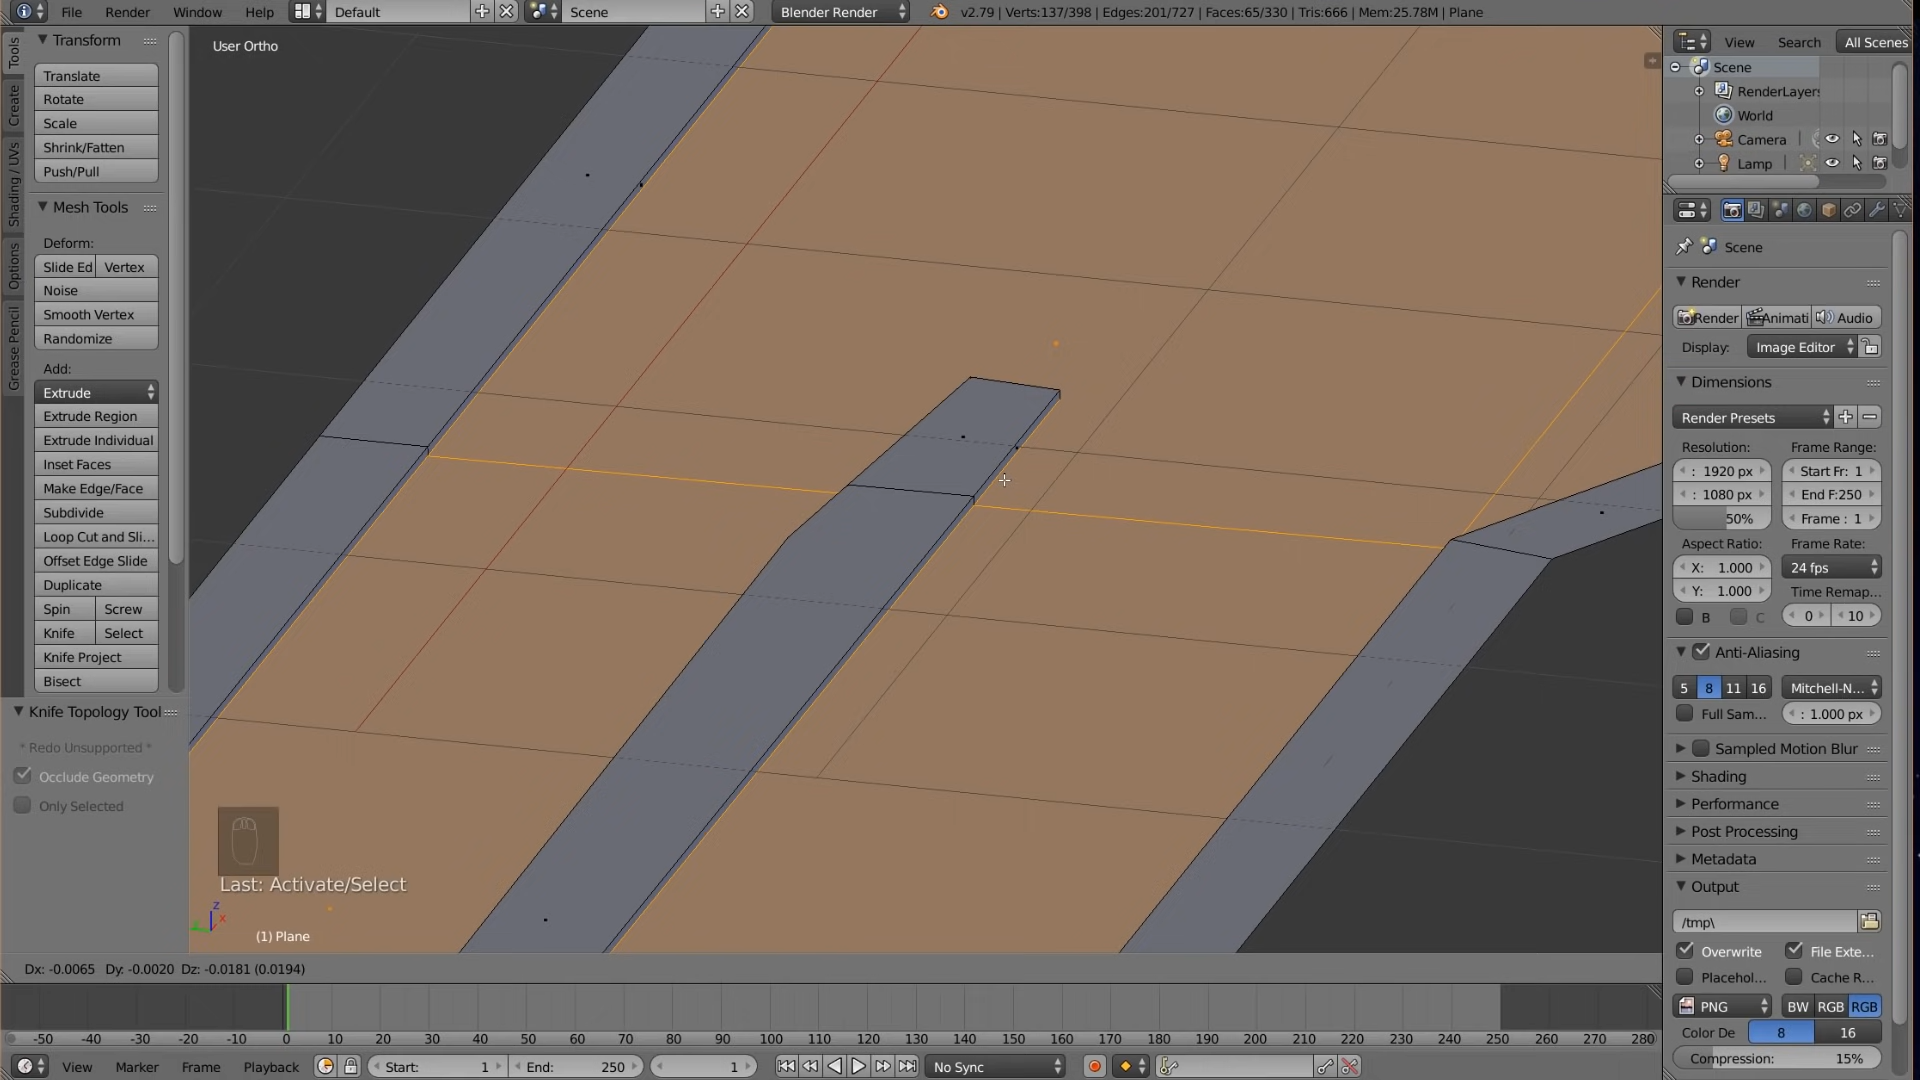 File Render Window Help Default Scene Blender Render v2.79 | Verts:137/398 | Edges:201/727 | Faces:65/330 | Tris:666 | Mem:25.78M | Plane
Tools
Create
Shading / UVs
Options
Grease Pencil
Transform
Translate
Rotate
Scale
Shrink/Fatten
Push/Pull
Mesh Tools
Deform:
Slide Ed Vertex
Noise
Smooth Vertex
Randomize
Add:
Extrude
Extrude Region
Extrude Individual
Inset Faces
Make Edge/Face
Subdivide
Loop Cut and Sli...
Offset Edge Slide
Duplicate
Spin Screw
Knife Select
Knife Project
Bisect
Knife Topology Tool
* Redo Unsupported *
Occlude Geometry
Only Selected
User Ortho
Last: Activate/Select
z
x
(1) Plane
Dx: -0.0065 Dy: -0.0020 Dz: -0.0181 (0.0194)
-50 -40 -30 -20 -10 0 10 20 30 40 50 60 70 80 90 100 110 120 130 140 150 160 170 180 190 200 210 220 230 240 250 260 270 280
View Marker Frame Playback Start: 1 End: 250 1 No Sync
View Search All Scenes
Scene
RenderLayers
World
Camera
Lamp
Scene
Render
Render Animati Audio
Display: Image Editor
Dimensions
Render Presets
Resolution: Frame Range:
: 1920 px Start Fr: 1
: 1080 px End F:250
50% Frame : 1
Aspect Ratio: Frame Rate:
X: 1.000 24 fps
Y: 1.000 Time Remap...
B C 0 10
Anti-Aliasing
5 8 11 16 Mitchell-N...
Full Sam... : 1.000 px
Sampled Motion Blur
Shading
Performance
Post Processing
Metadata
Output
/tmp\
Overwrite File Exte...
Placehol... Cache R...
PNG BW RGB RGB
Color De 8 16
Compression: 15%